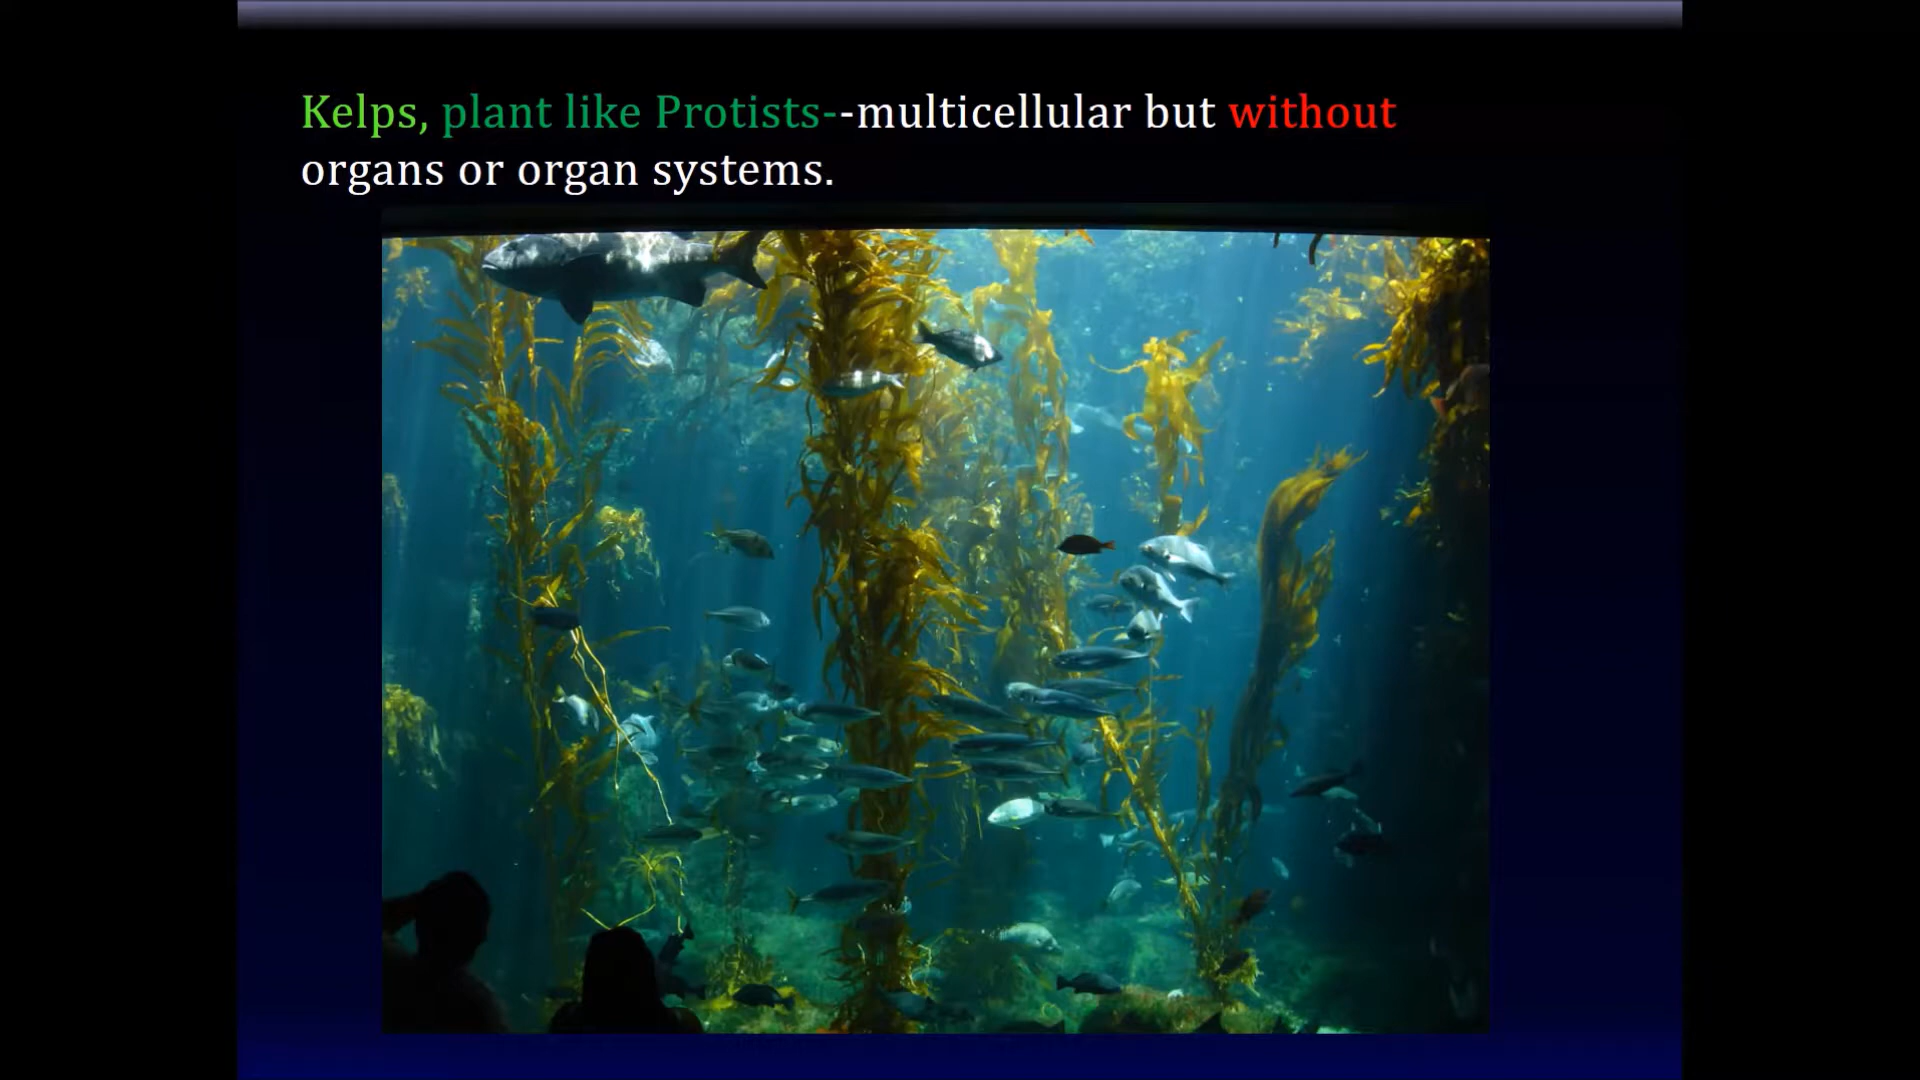 Kelps, plant like Protists--multicellular but without
organs or organ systems.